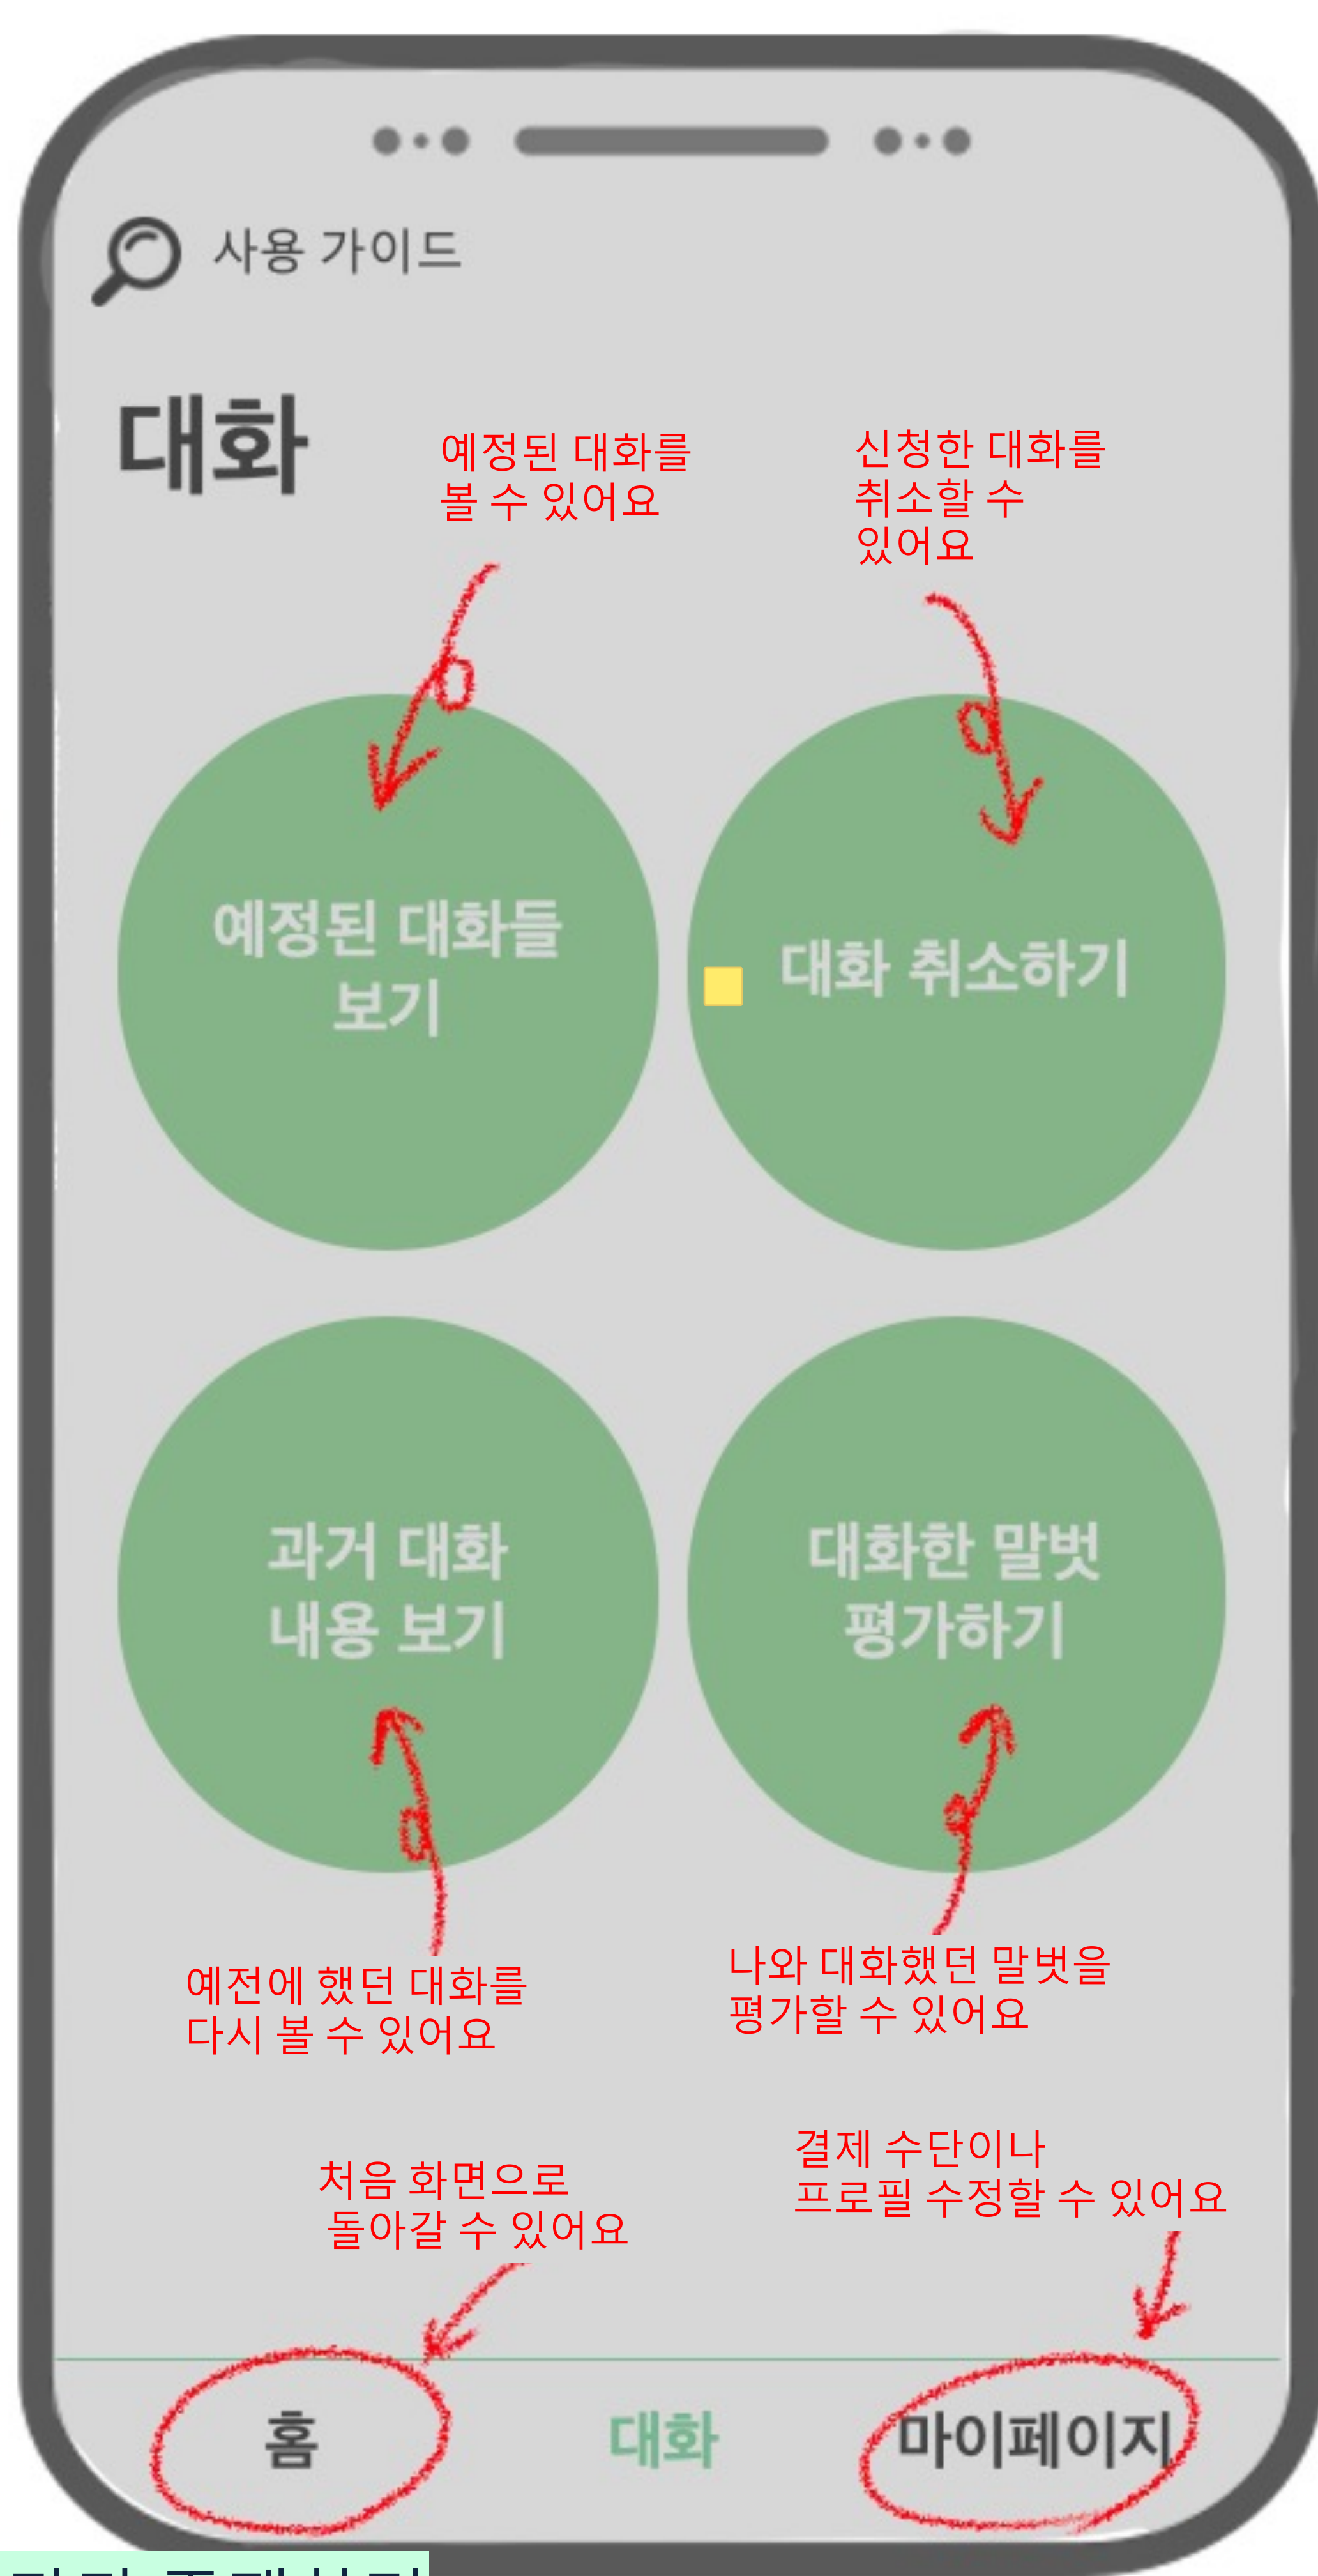 사용 가이드
대화
예정된 대화를
볼 수 있어요
신청한 대화를
취소할 수
있어요
예정된 대화들
보기
대화 취소하기
과거 대화
내용 보기
대화한 말벗
평가하기
예전에 했던 대화를
다시 볼 수 있어요
나와 대화했던 말벗을
평가할 수 있어요
처음 화면으로
돌아갈 수 있어요
결제 수단이나
프로필 수정할 수 있어요
홈
대화
마이페이지